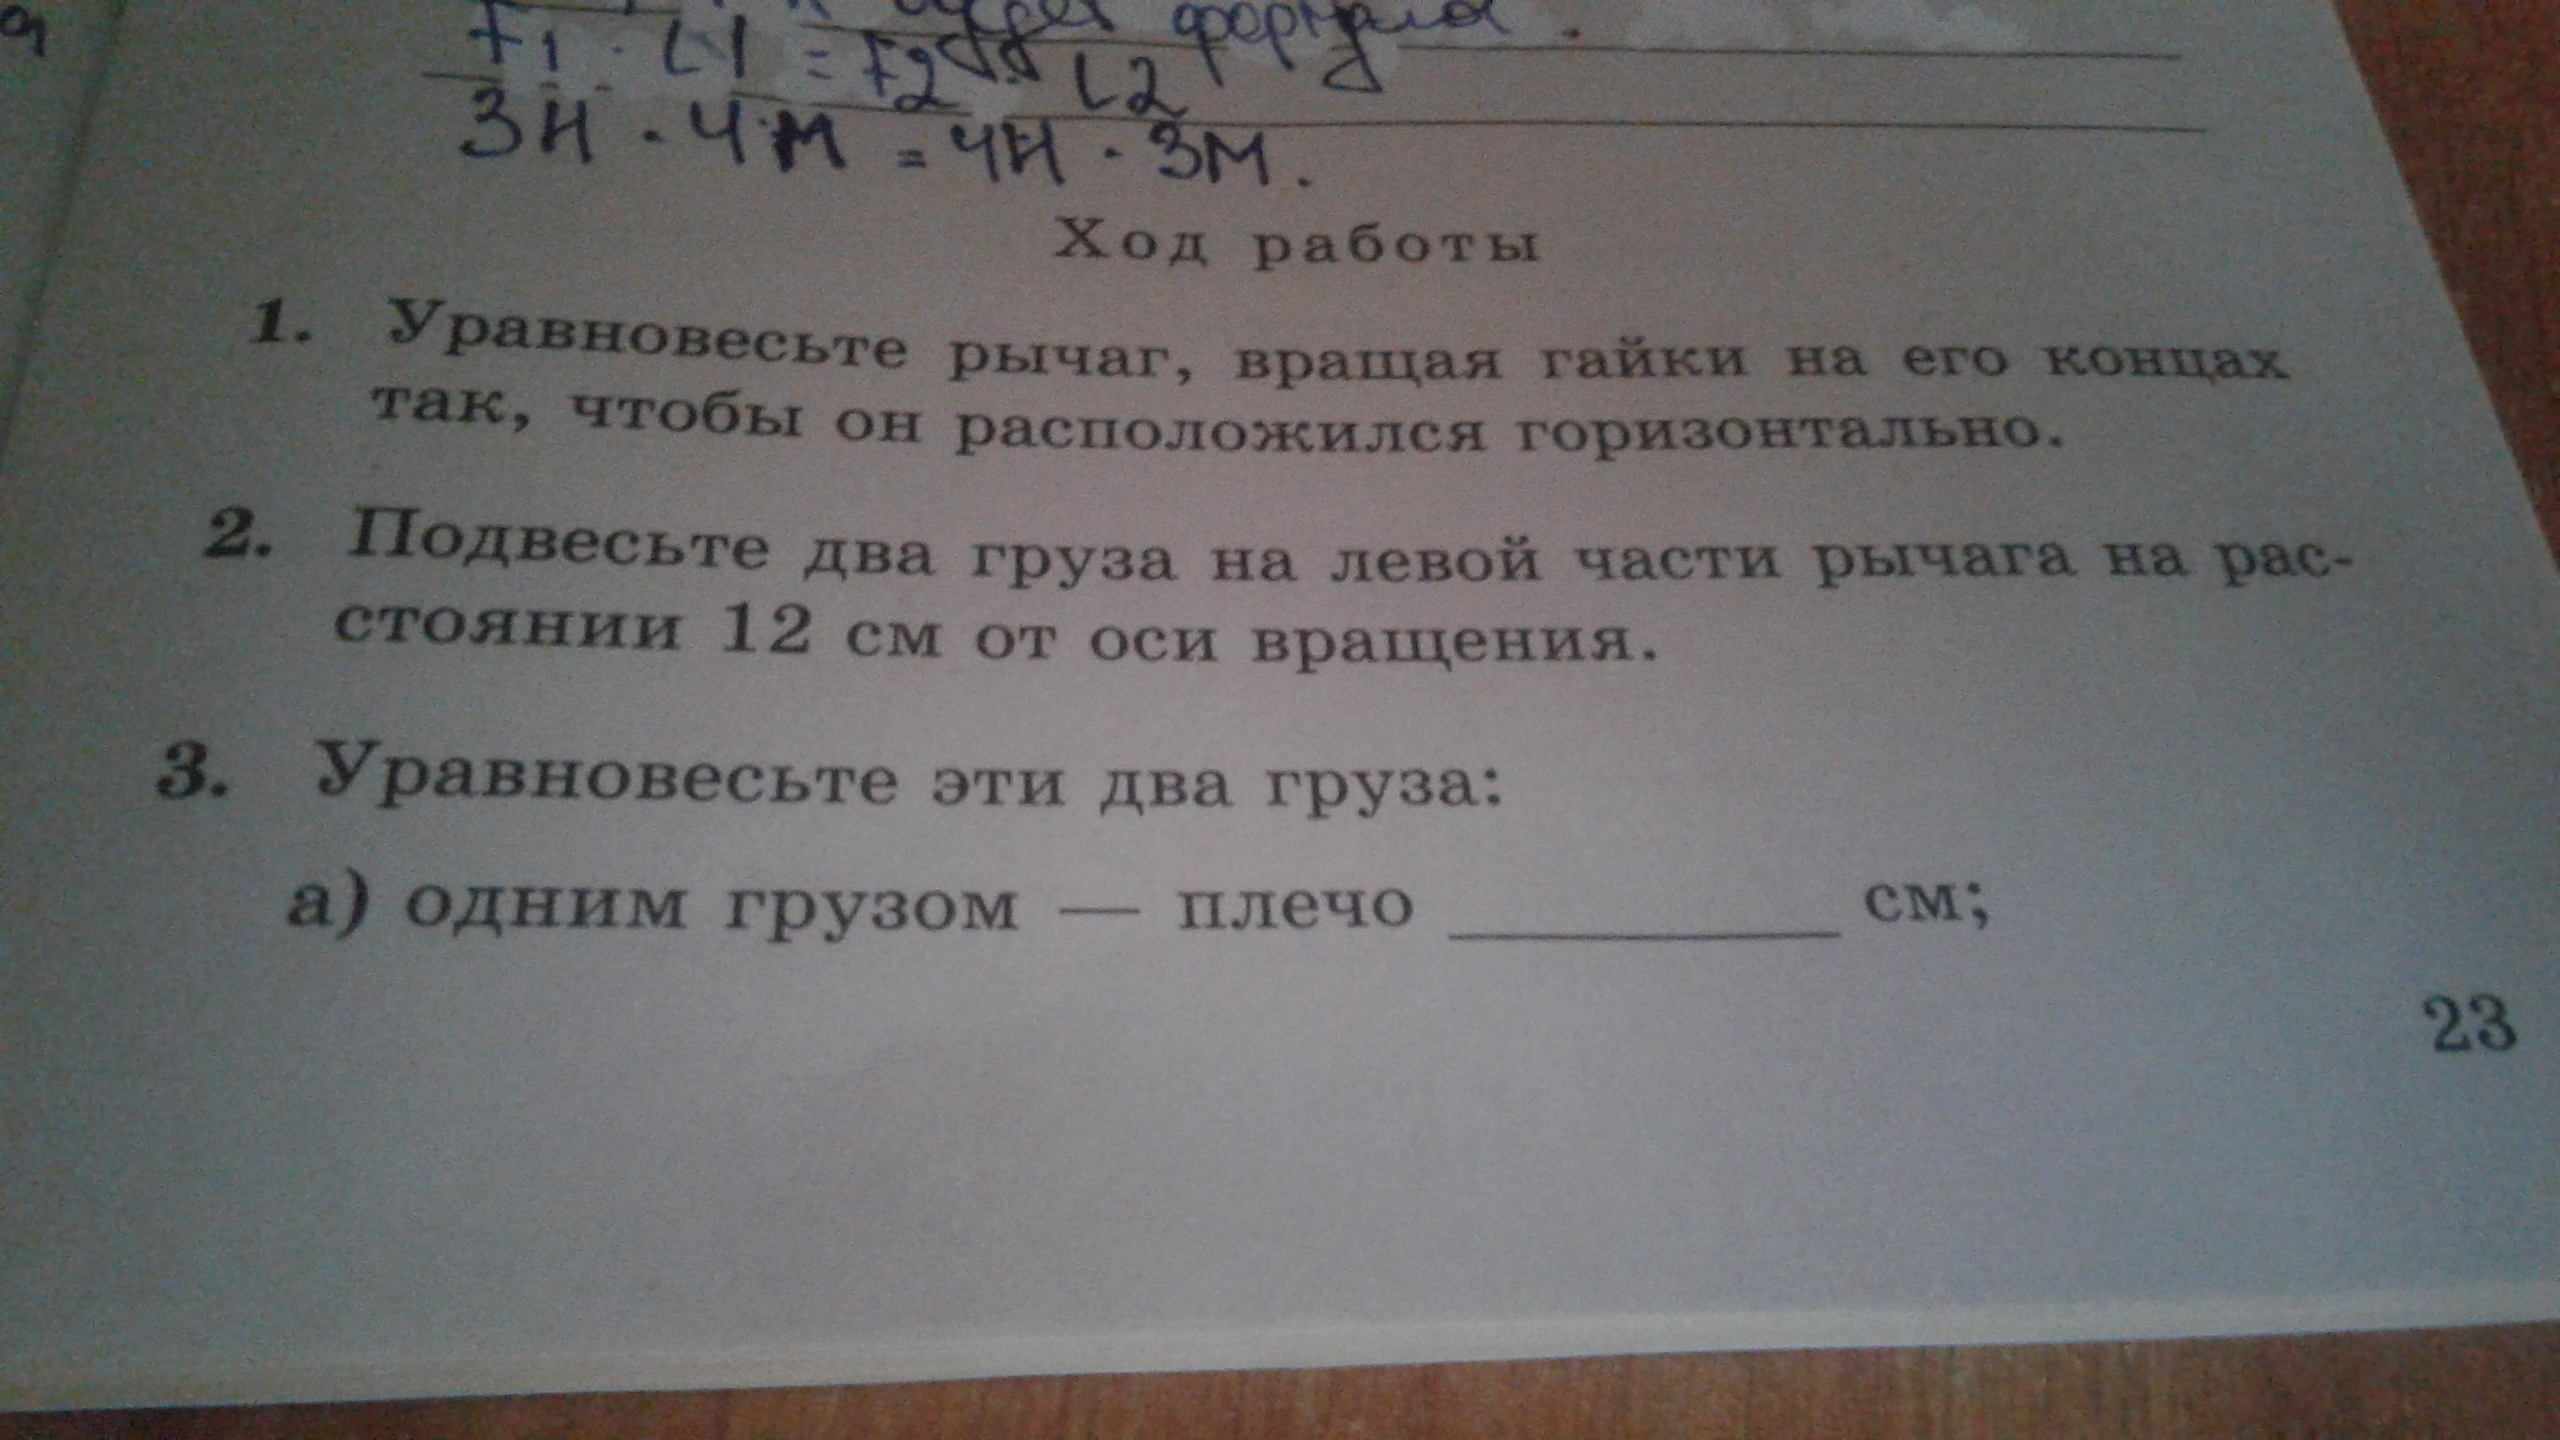 формула.
F1 · L1 = F2 · L2
3Н · 4м = 4Н · 3м.
Ход работы
1. Уравновесьте рычаг, вращая гайки на его концах
так, чтобы он расположился горизонтально.
2. Подвесьте два груза на левой части рычага на рас-
стоянии 12 см от оси вращения.
3. Уравновесьте эти два груза:
а) одним грузом — плечо __________ см;
23